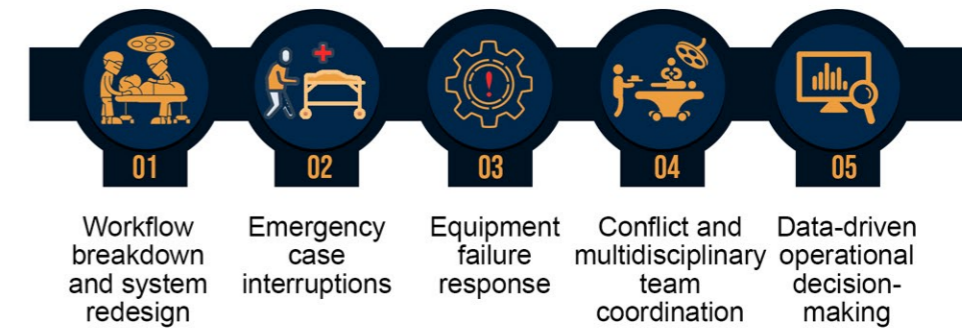 01
02
03
04
05
Workflow
breakdown
and system
redesign
Emergency
case
interruptions
Equipment
failure
response
Conflict and
multidisciplinary
team
coordination
Data-driven
operational
decision-
making